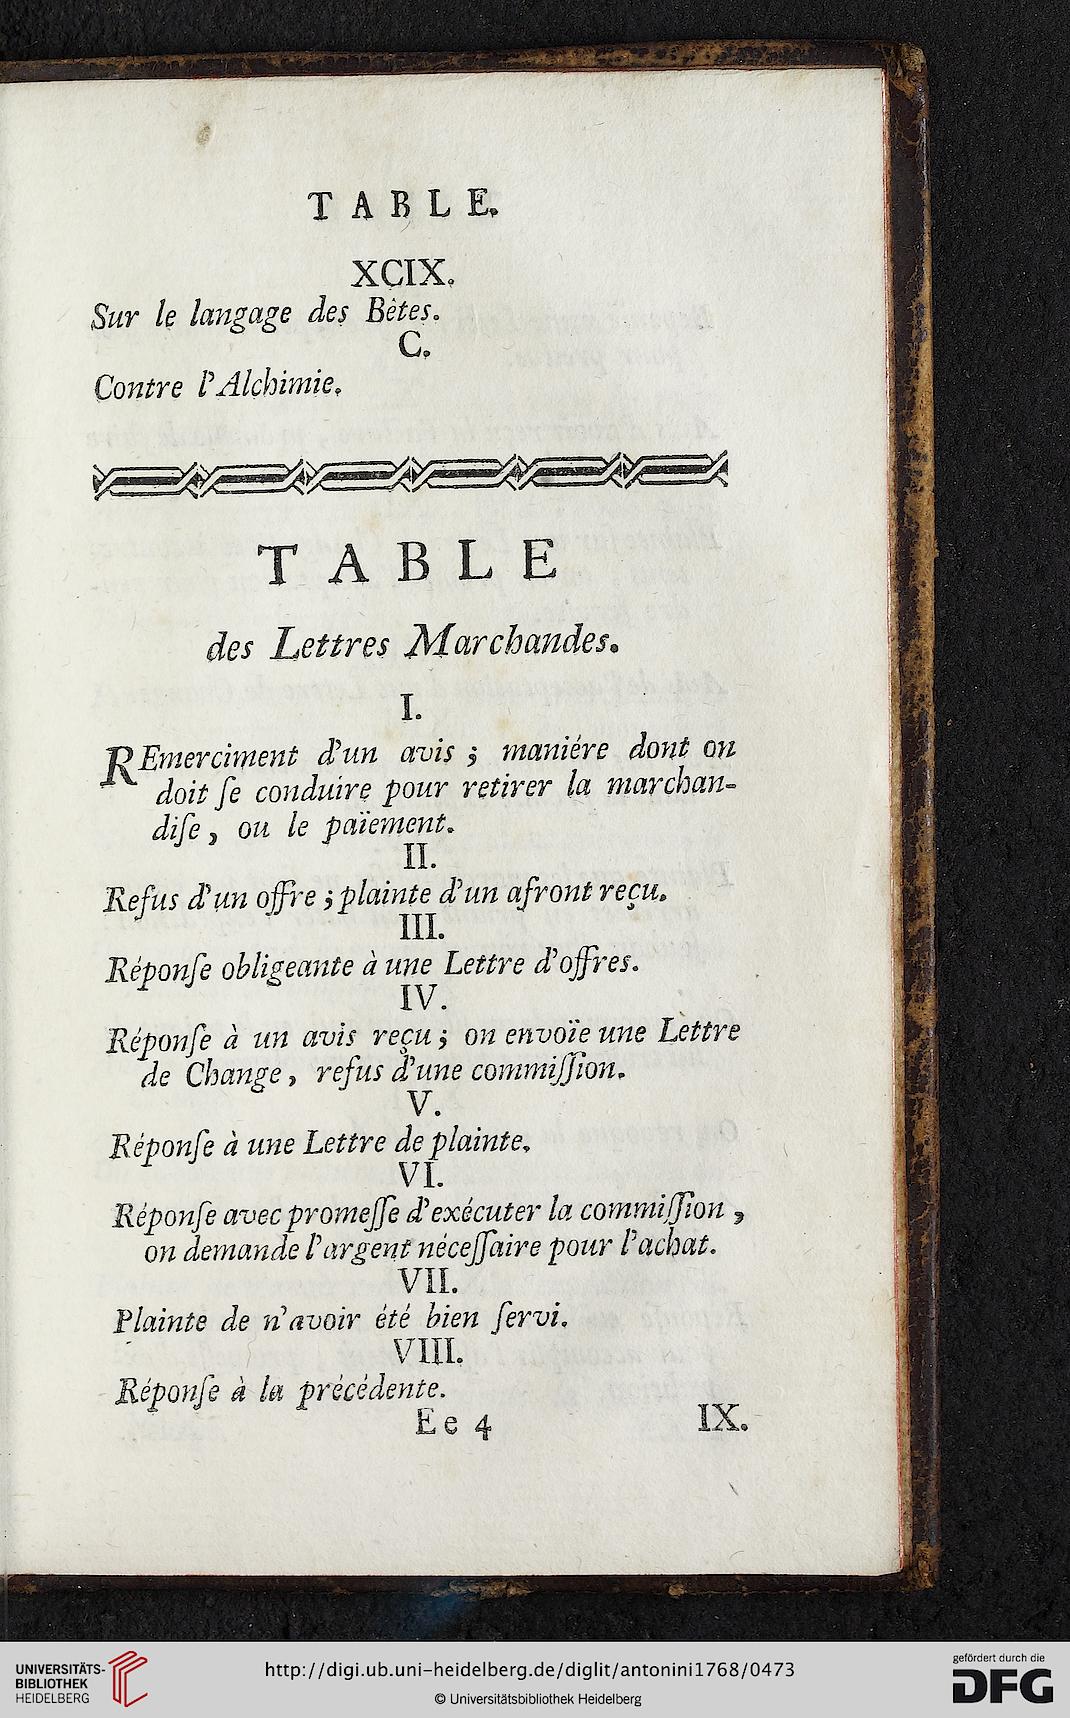 TABLE.
XCIX.
Sur le langage des Bêtes.
C.
Contre l'Alchimie.
TABLE
des Lettres Marchandes.
I.
REmerciment d'un avis ; maniére dont on
doit ſe conduire pour retirer la marchan-
diſe, ou le païement.
II.
Refus d'un offre ; plainte d'un afront reçu.
III.
Réponſe obligeante à une Lettre d'offres.
IV.
Réponſe à un avis reçu ; on envoïe une Lettre
de Change, refus d'une commiſſion.
V.
Réponſe à une Lettre de plainte.
VI.
Réponſe avec promeſſe d'exécuter la commiſſion,
on demande l'argent néceſſaire pour l'achat.
VII.
Plainte de n'avoir été bien ſervi.
VIII.
Réponſe à la précédente.
Ee 4 IX.
UNIVERSITÄTS-
BIBLIOTHEK
HEIDELBERG
http://digi.ub.uni-heidelberg.de/diglit/antonini1768/0473
© Universitätsbibliothek Heidelberg
gefördert durch die
DFG